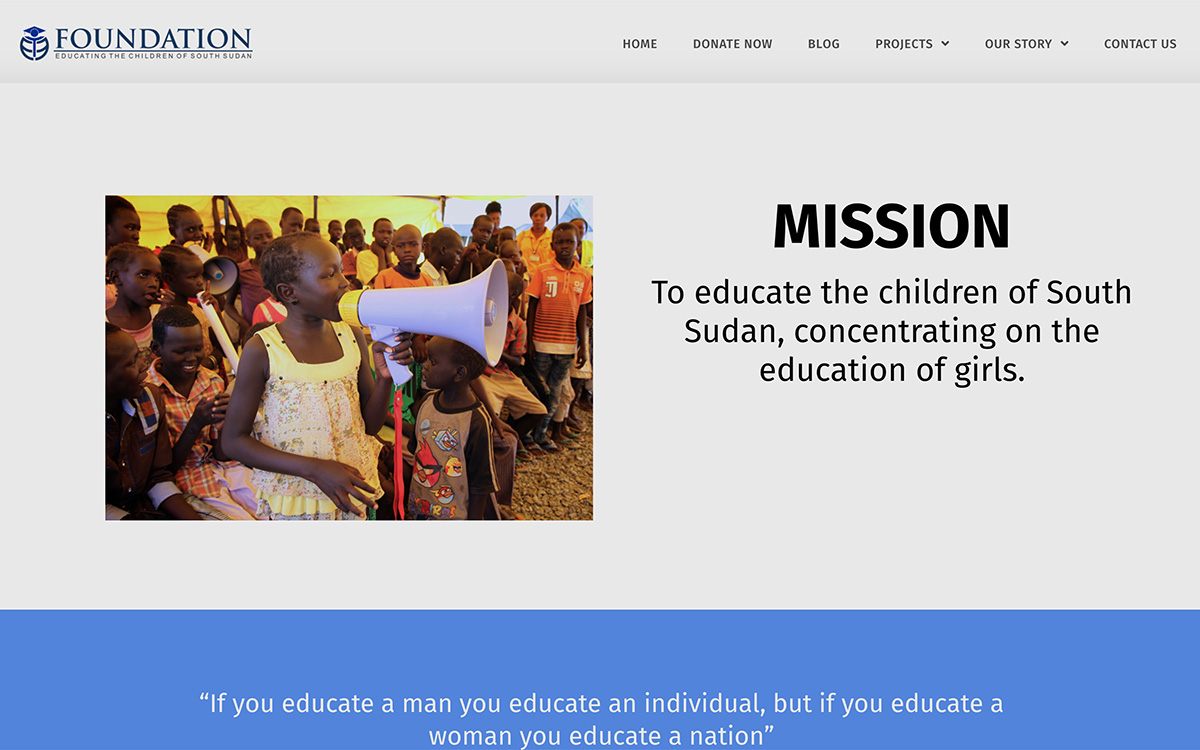 FOUNDATION
EDUCATING THE CHILDREN OF SOUTH SUDAN
HOME DONATE NOW BLOG PROJECTS OUR STORY CONTACT US
MISSION
To educate the children of South
Sudan, concentrating on the
education of girls.
“If you educate a man you educate an individual, but if you educate a
woman you educate a nation”